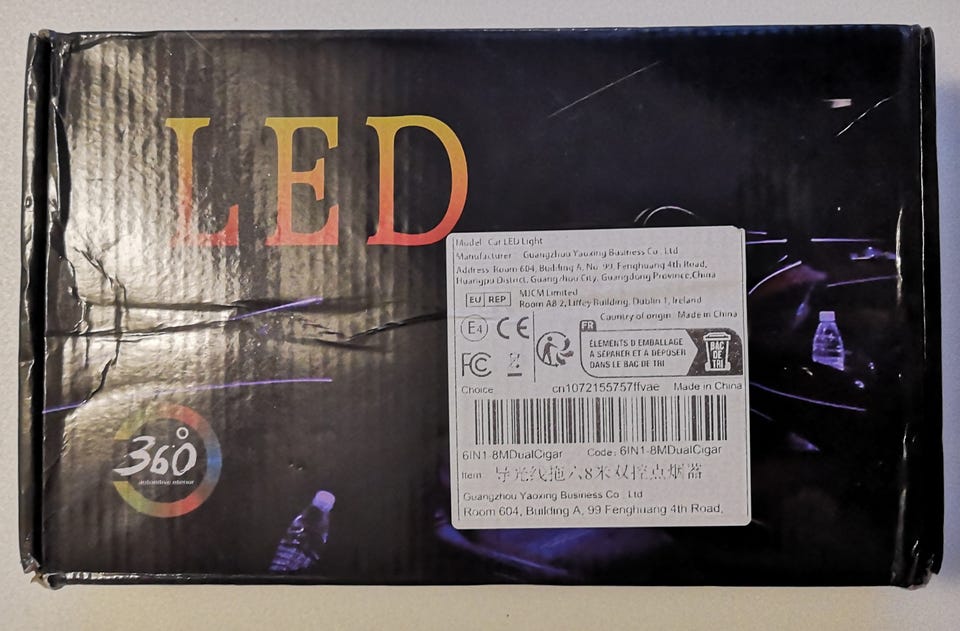 LED
Model: Car LED Light
Manufacturer: Guangzhou Yaoxing Business Co., Ltd
Address: Room 604, Building A, No. 99, Fenghuang 4th Road,
Huangpu District, Guangzhou City, Guangdong Province,China
EU REP
MJCM Limited
Room A8-2, Liffey Building, Dublin 1, Ireland
Country of origin: Made in China
E4 CE
FR
ÉLÉMENTS D'EMBALLAGE
À SÉPARER ET À DÉPOSER
DANS LE BAC DE TRI
BAC
DE
TRI
FC
Choice
cn1072155757ffvae Made in China
6IN1-8MDualCigar Code: 6IN1-8MDualCigar
Item: 导光线拖六8米双控点烟器
Guangzhou Yaoxing Business Co., Ltd
Room 604, Building A, 99 Fenghuang 4th Road,
360°
automtive eterior